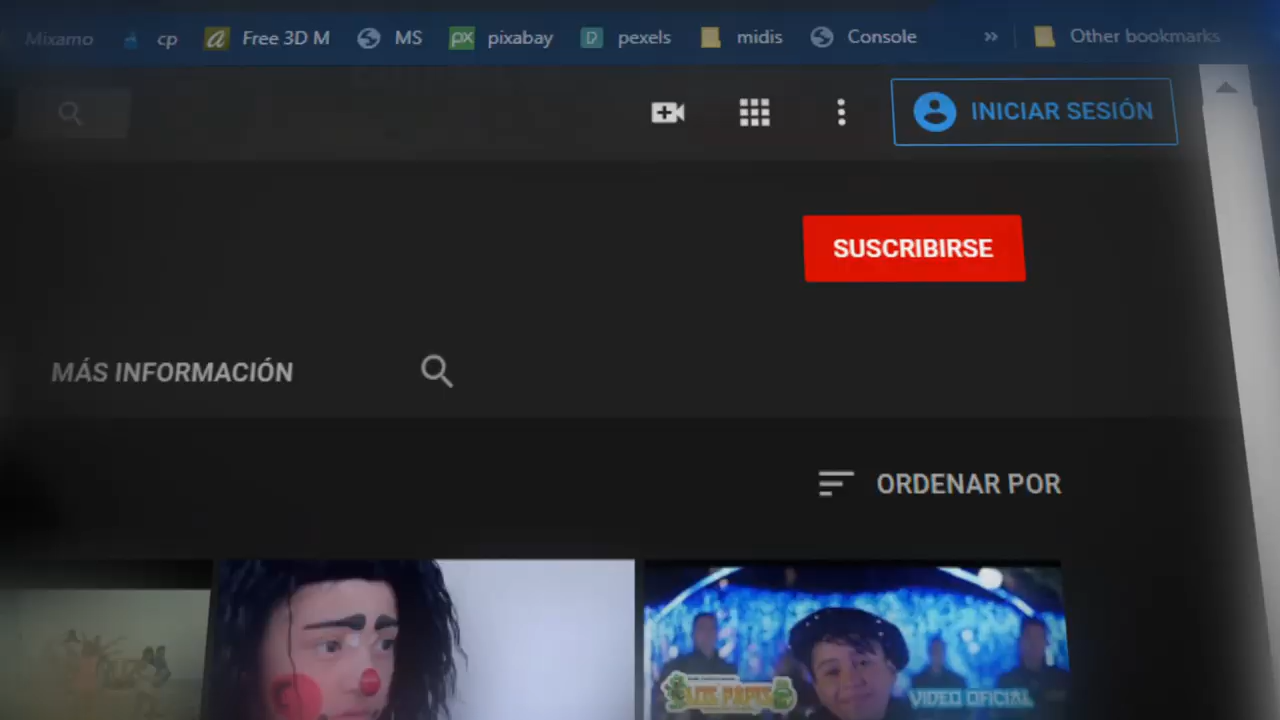 Mixamo cp Free 3D M MS pixabay pexels midis Console » Other bookmarks
INICIAR SESIÓN
SUSCRIBIRSE
MÁS INFORMACIÓN
ORDENAR POR
VIDEO OFICIAL